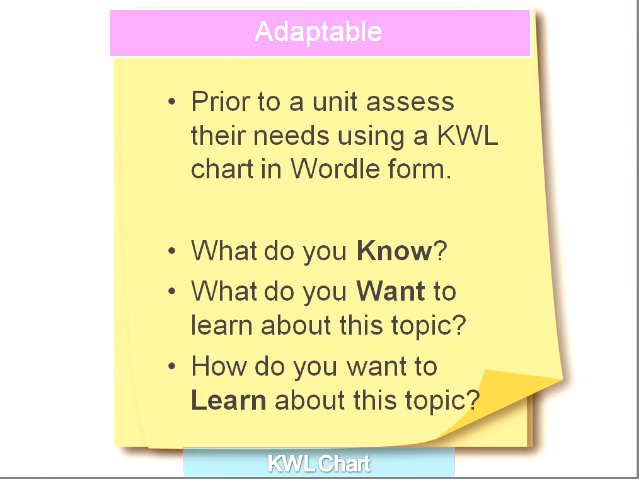 Adaptable
• Prior to a unit assess
their needs using a KWL
chart in Wordle form.
• What do you Know?
• What do you Want to
learn about this topic?
• How do you want to
Learn about this topic?
KWL Chart